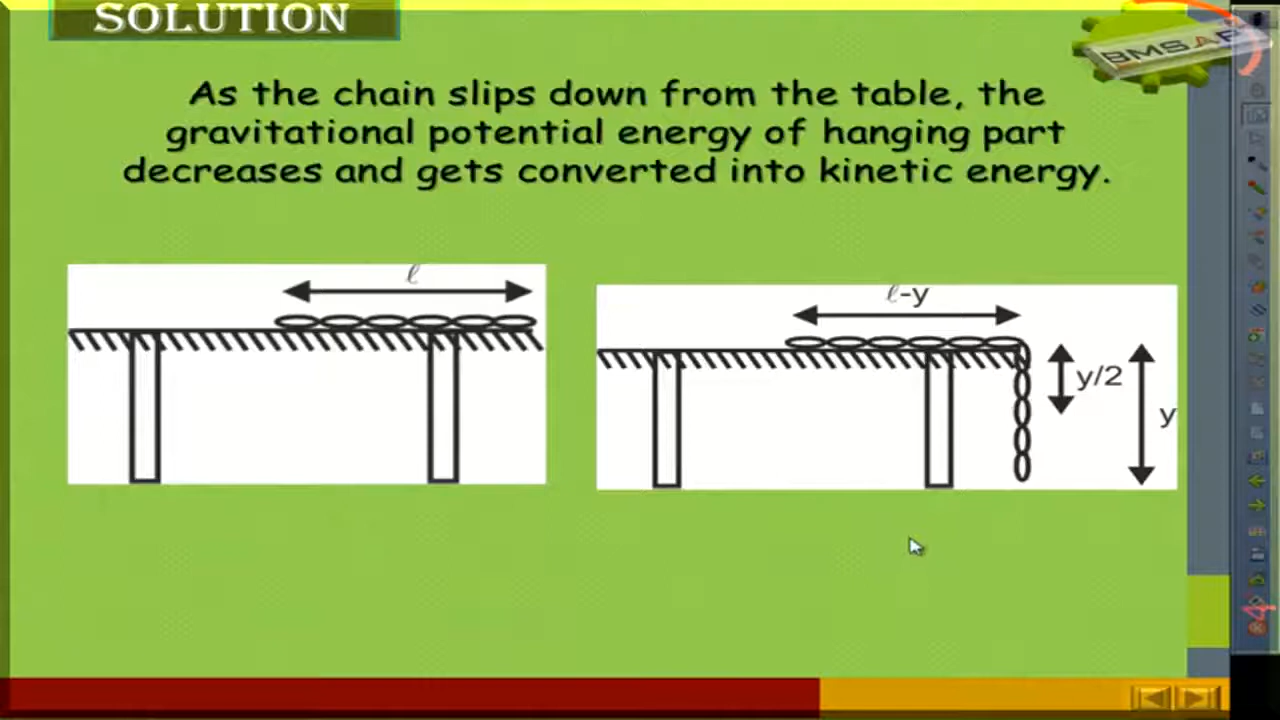 SOLUTION
As the chain slips down from the table, the
gravitational potential energy of hanging part
decreases and gets converted into kinetic energy.
ℓ
ℓ-y
y/2
y